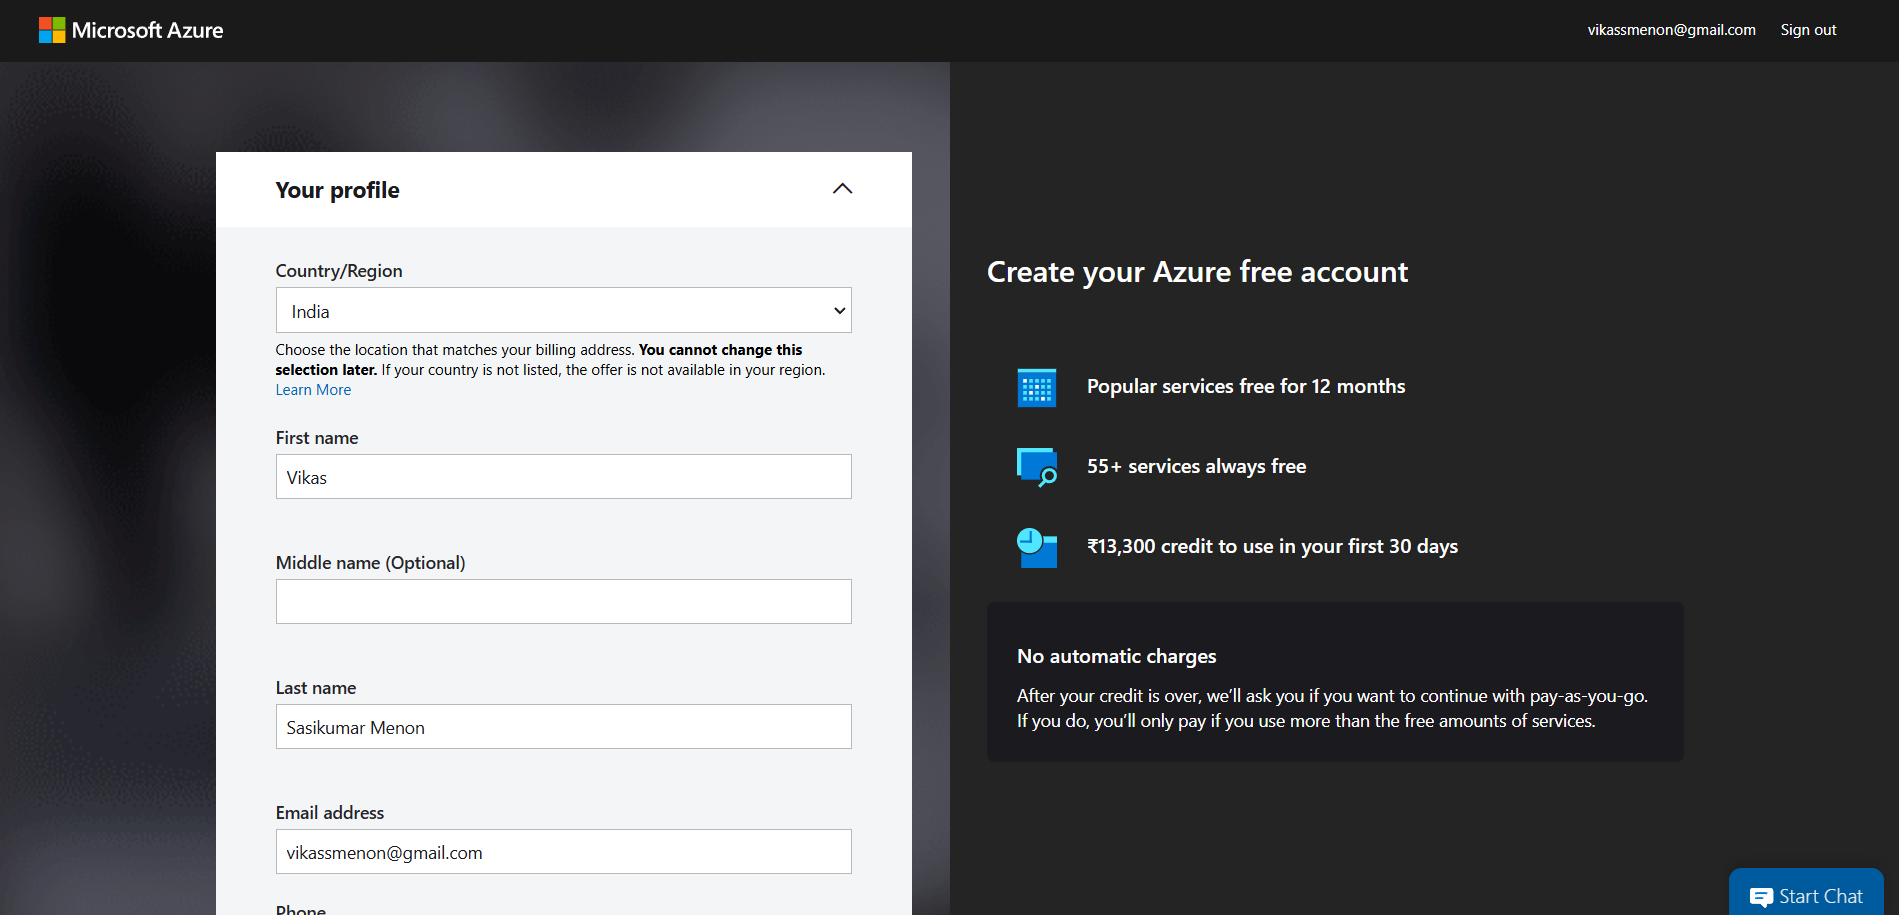 Microsoft Azure
vikassmenon@gmail.com Sign out
Your profile
Country/Region
India
Choose the location that matches your billing address. You cannot change this
selection later. If your country is not listed, the offer is not available in your region.
Learn More
First name
Vikas
Middle name (Optional)
Last name
Sasikumar Menon
Email address
vikassmenon@gmail.com
Phone
Create your Azure free account
Popular services free for 12 months
55+ services always free
₹13,300 credit to use in your first 30 days
No automatic charges
After your credit is over, we’ll ask you if you want to continue with pay-as-you-go.
If you do, you’ll only pay if you use more than the free amounts of services.
Start Chat